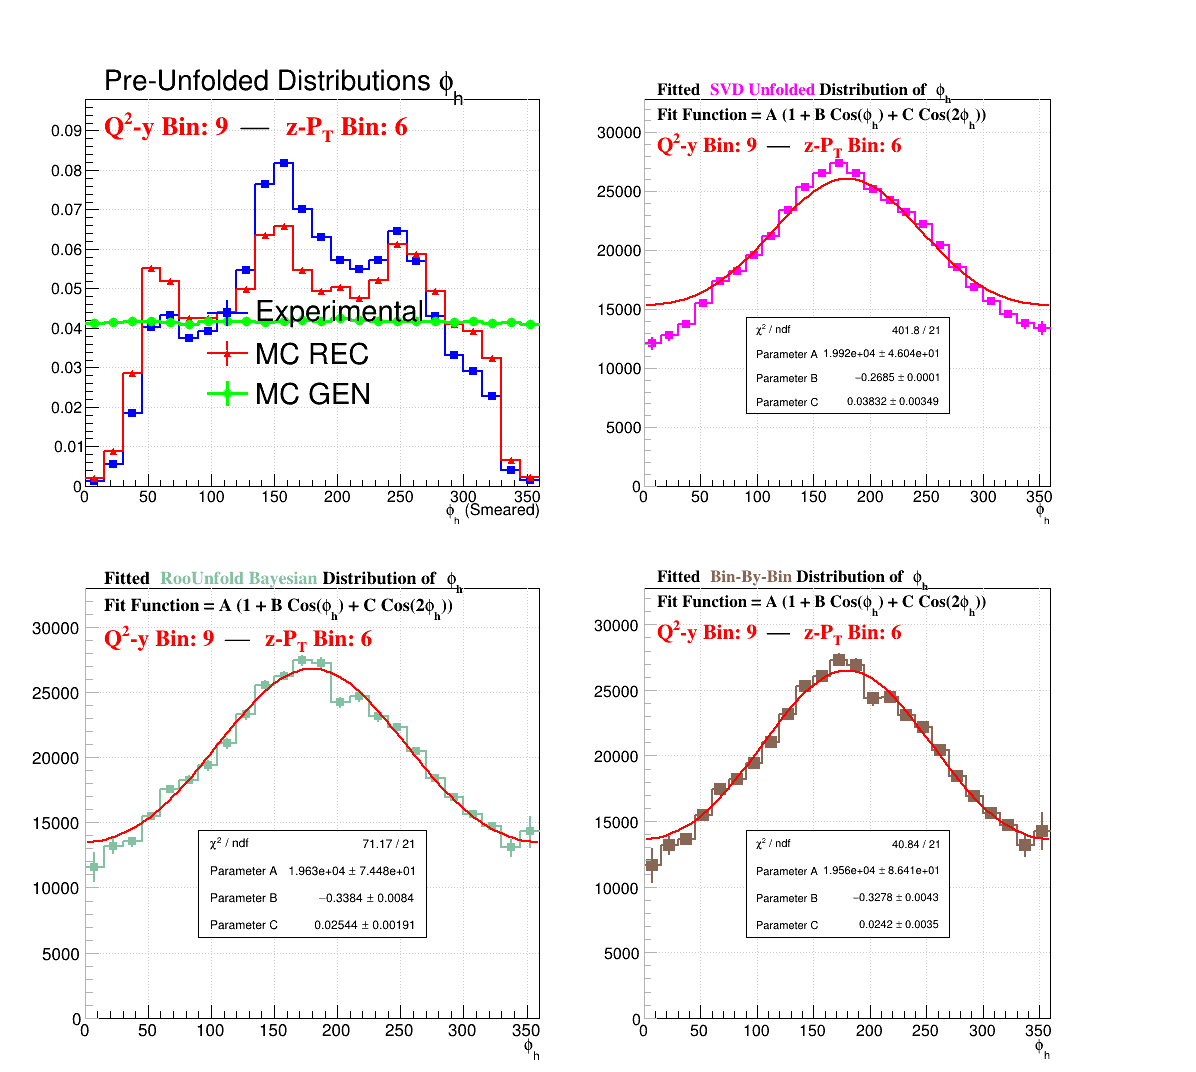 Pre-Unfolded Distributions ϕh
Q2-y Bin: 9 — z-PT Bin: 6
0.09
0.08
0.07
0.06
0.05
0.04
0.03
0.02
0.01
0
Experimental
MC REC
MC GEN
0 50 100 150 200 250 300 350
ϕh (Smeared)
Fitted SVD Unfolded Distribution of ϕh
Fit Function = A (1 + B Cos(ϕh) + C Cos(2ϕh))
Q2-y Bin: 9 — z-PT Bin: 6
30000
25000
20000
15000
10000
5000
0
χ2 / ndf 401.8 / 21
Parameter A 1.992e+04 ± 4.604e+01
Parameter B −0.2685 ± 0.0001
Parameter C 0.03832 ± 0.00349
0 50 100 150 200 250 300 350
ϕh
Fitted RooUnfold Bayesian Distribution of ϕh
Fit Function = A (1 + B Cos(ϕh) + C Cos(2ϕh))
Q2-y Bin: 9 — z-PT Bin: 6
30000
25000
20000
15000
10000
5000
0
χ2 / ndf 71.17 / 21
Parameter A 1.963e+04 ± 7.448e+01
Parameter B −0.3384 ± 0.0084
Parameter C 0.02544 ± 0.00191
0 50 100 150 200 250 300 350
ϕh
Fitted Bin-By-Bin Distribution of ϕh
Fit Function = A (1 + B Cos(ϕh) + C Cos(2ϕh))
Q2-y Bin: 9 — z-PT Bin: 6
30000
25000
20000
15000
10000
5000
0
χ2 / ndf 40.84 / 21
Parameter A 1.956e+04 ± 8.641e+01
Parameter B −0.3278 ± 0.0043
Parameter C 0.0242 ± 0.0035
0 50 100 150 200 250 300 350
ϕh